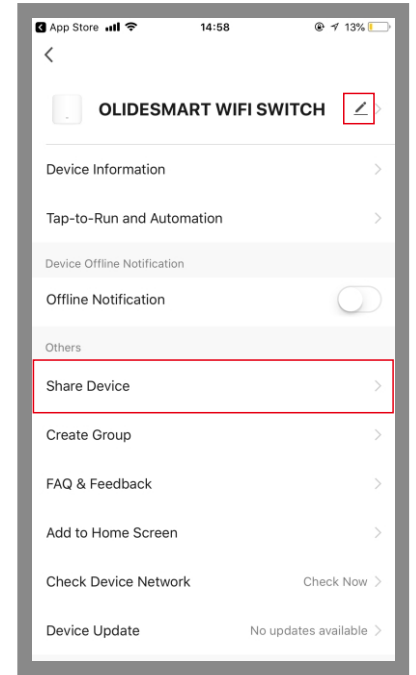 App Store 14:58 13%
OLIDESMART WIFI SWITCH
Device Information
Tap-to-Run and Automation
Device Offline Notification
Offline Notification
Others
Share Device
Create Group
FAQ & Feedback
Add to Home Screen
Check Device Network Check Now
Device Update No updates available